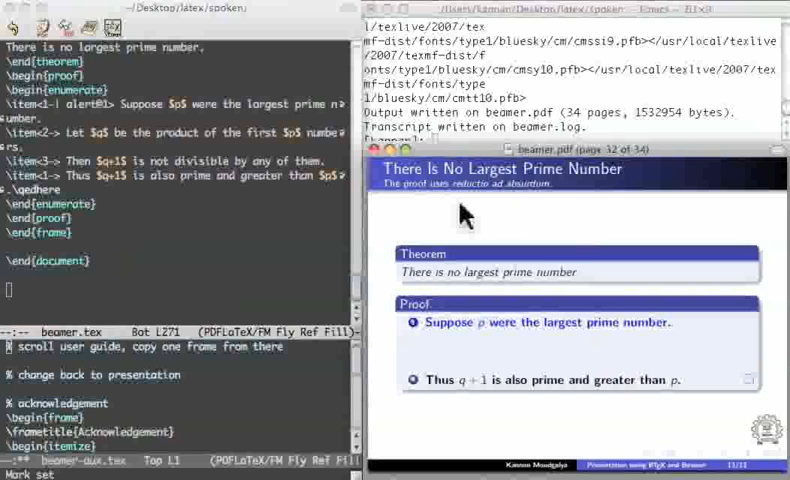 ~/Desktop/latex/spoken/
There is no largest prime number.
\end{theorem}
\begin{proof}
\begin{enumerate}
\item<1-| alert@1> Suppose $p$ were the largest prime n
umber.
\item<2-> Let $q$ be the product of the first $p$ numbe
rs.
\item<3-> Then $q+1$ is not divisible by any of them.
\item<1-> Thus $q+1$ is also prime and greater than $p$
.\qedhere
\end{enumerate}
\end{proof}
\end{frame}
\end{document}
-:-- beamer.tex Bot L271 (PDFLaTeX/FM Fly Ref Fill)
% scroll user guide, copy one frame from there
% change back to presentation
% acknowledgement
\begin{frame}
\frametitle{Acknowledgement}
\begin{itemize}
-:** beamer-aux.tex Top L1 (PDFLaTeX/FM Fly Ref Fill
Mark set
/Users/kannan/Desktop/latex/spoken
l/texlive/2007/tex
mf-dist/fonts/type1/bluesky/cm/cmssi9.pfb></usr/local/texlive
/2007/texmf-dist/f
onts/type1/bluesky/cm/cmsy10.pfb></usr/local/texlive/2007/tex
mf-dist/fonts/type
1/bluesky/cm/cmtt10.pfb>
Output written on beamer.pdf (34 pages, 1532954 bytes).
Transcript written on beamer.log.
beamer.pdf (page 32 of 34)
There Is No Largest Prime Number
The proof uses reductio ad absurdum.
Theorem
There is no largest prime number
Proof.
1 Suppose p were the largest prime number.
Thus q + 1 is also prime and greater than p.
Kannan Moudgalya Presentation using LaTeX and Beamer 11/11